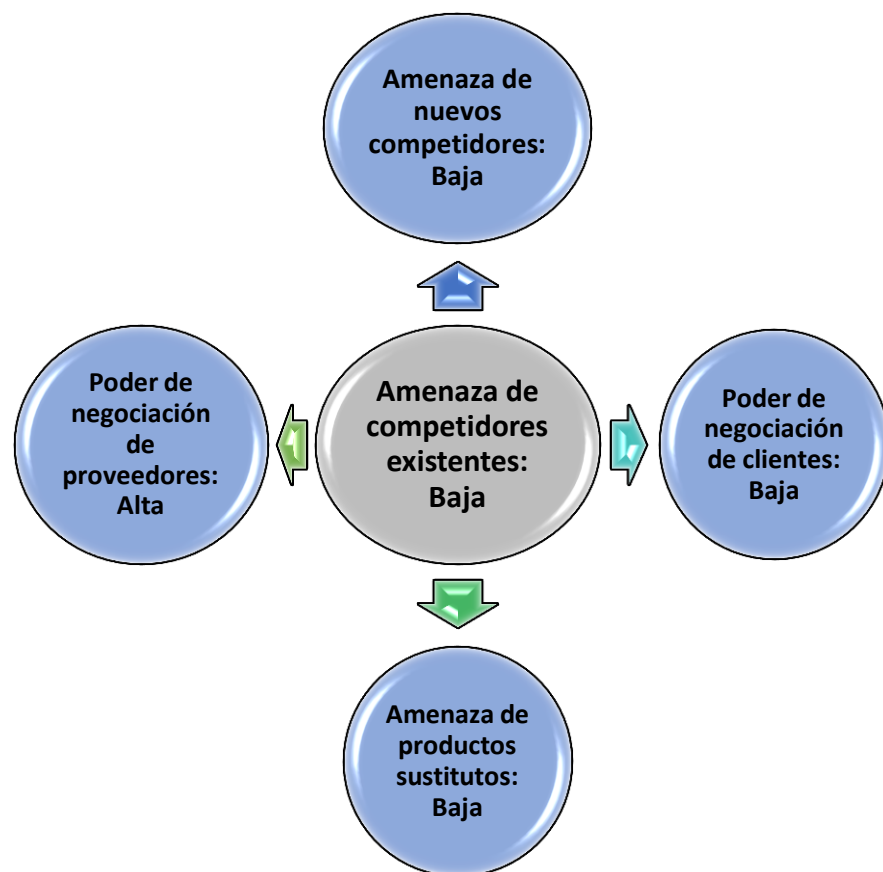 Amenaza de
nuevos
competidores:
Baja
Poder de
negociación
de
proveedores:
Alta
Amenaza de
competidores
existentes:
Baja
Poder de
negociación
de clientes:
Baja
Amenaza de
productos
sustitutos:
Baja